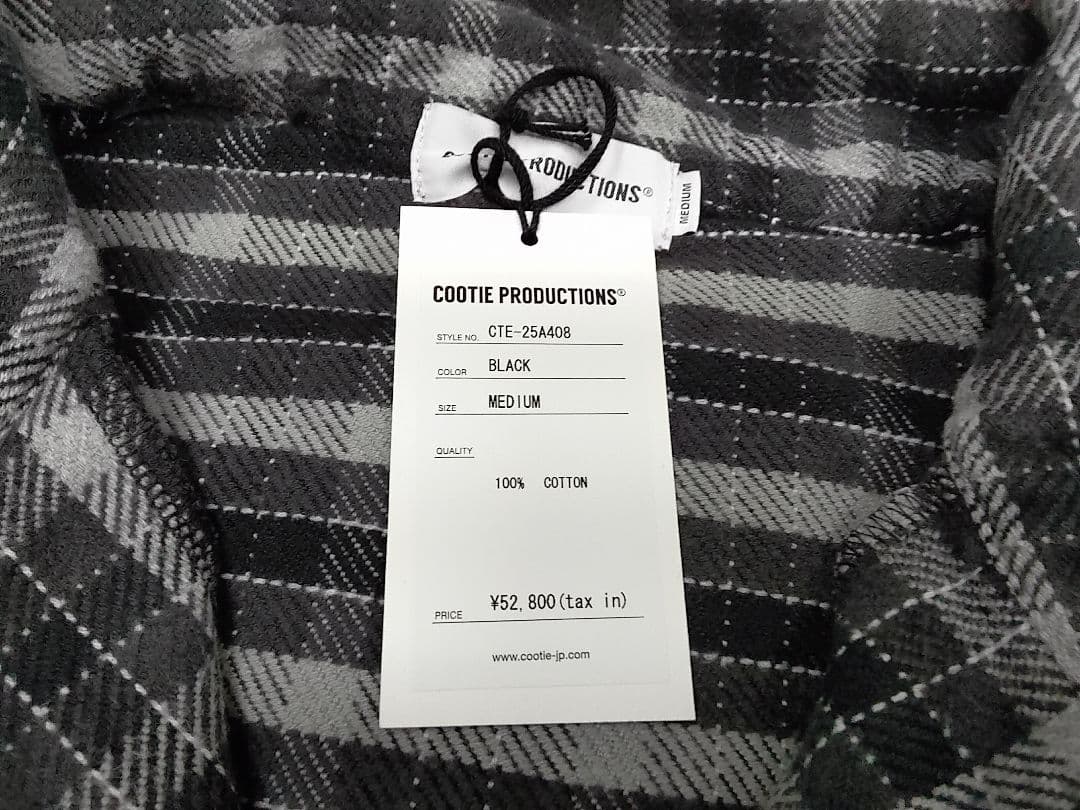 PRODUCTIONS®
MEDIUM
COOTIE PRODUCTIONS®
STYLE NO. CTE-25A408
COLOR BLACK
SIZE MEDIUM
QUALITY
100% COTTON
PRICE ¥52,800(tax in)
www.cootie-jp.com